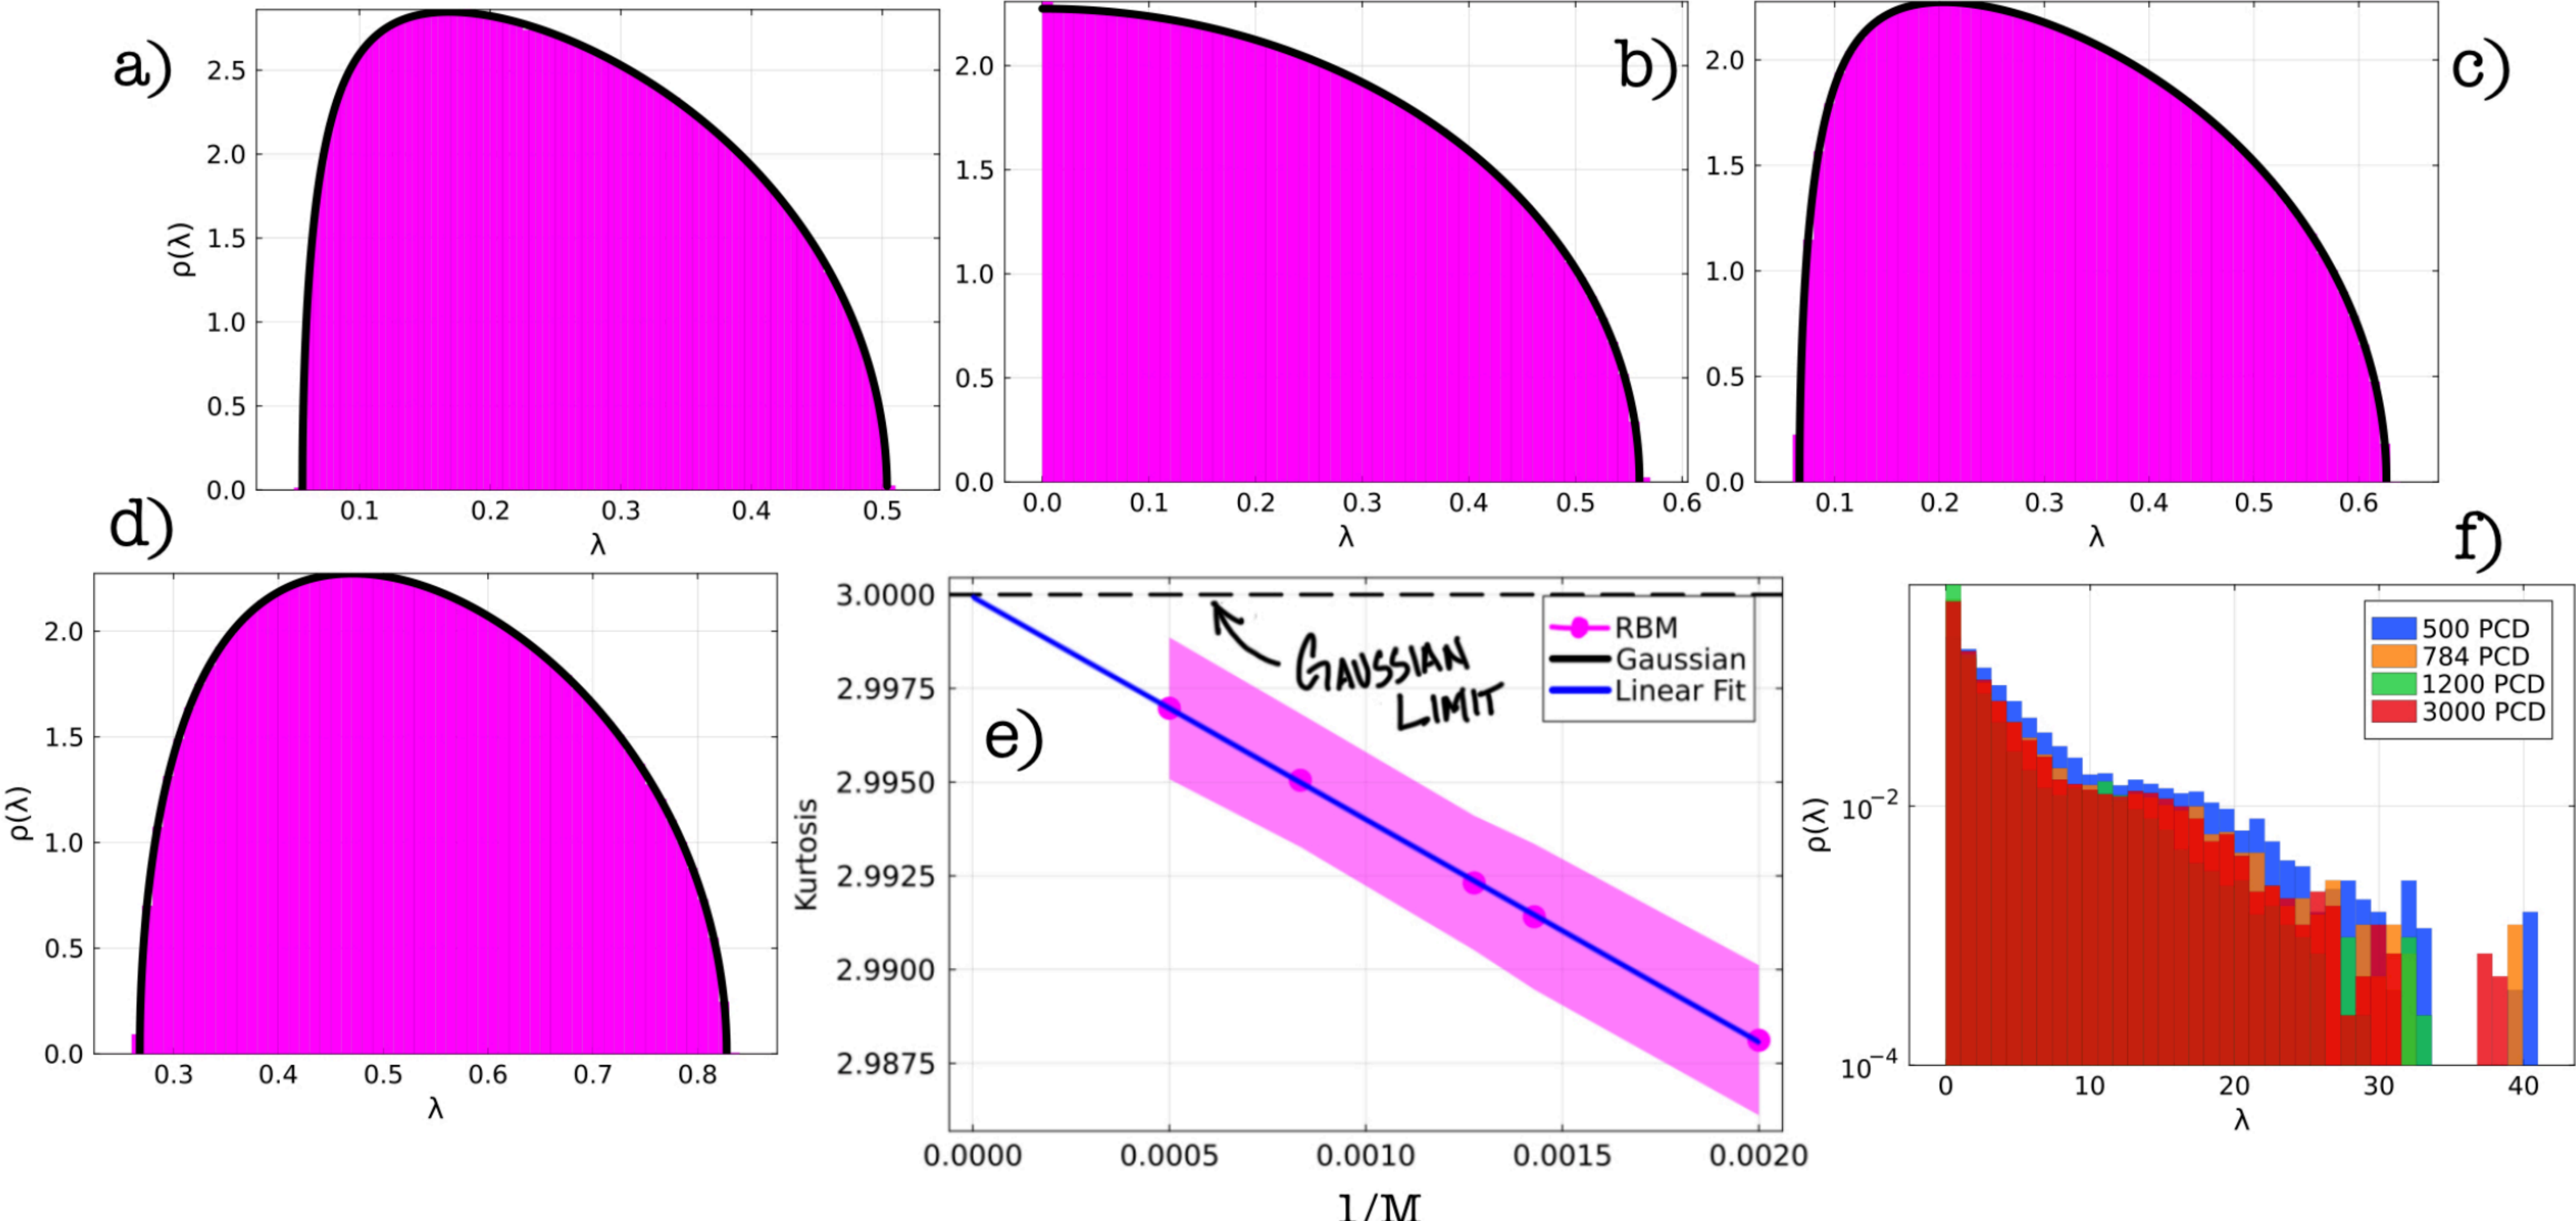 a)
2.5
2.0
1.5
1.0
0.5
0.0
ρ(λ)
0.1 0.2 0.3 0.4 0.5
λ
b)
2.0
1.5
1.0
0.5
0.0
0.0 0.1 0.2 0.3 0.4 0.5 0.6
λ
c)
2.0
1.5
1.0
0.5
0.0
0.1 0.2 0.3 0.4 0.5 0.6
λ
d)
2.0
1.5
1.0
0.5
0.0
ρ(λ)
0.3 0.4 0.5 0.6 0.7 0.8
λ
e)
3.0000
2.9975
2.9950
2.9925
2.9900
2.9875
Kurtosis
GAUSSIAN
LIMIT
RBM
Gaussian
Linear Fit
0.0000 0.0005 0.0010 0.0015 0.0020
1/M
f)
500 PCD
784 PCD
1200 PCD
3000 PCD
10⁻²
10⁻⁴
ρ(λ)
0 10 20 30 40
λ